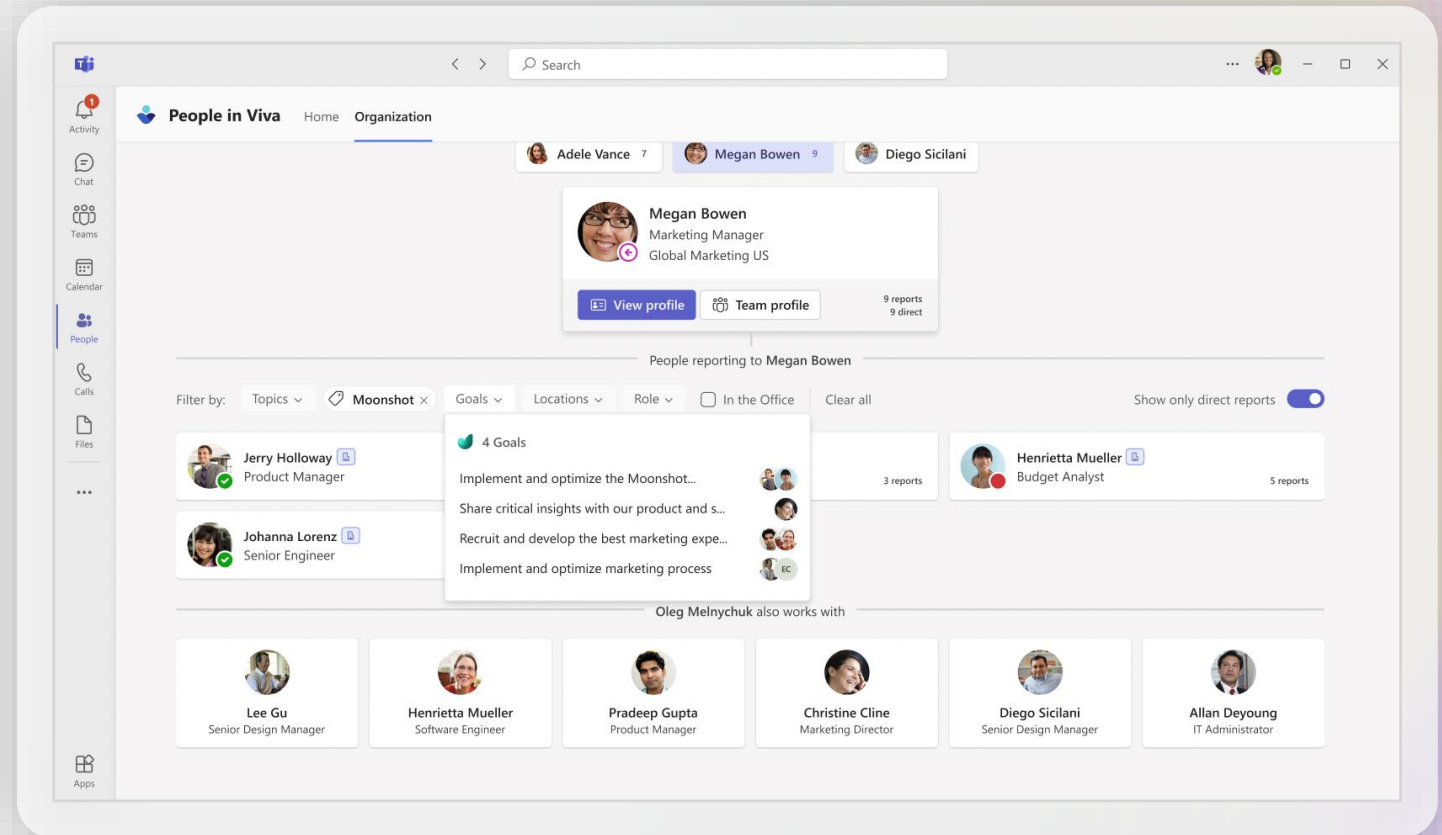 Search
Activity
1
Chat
Teams
Calendar
People
Calls
Files
Apps
People in Viva
Home
Organization
Adele Vance 7
Megan Bowen 9
Diego Sicilani
Megan Bowen
Marketing Manager
Global Marketing US
View profile
Team profile
9 reports
9 direct
People reporting to Megan Bowen
Filter by:
Topics
Moonshot
Goals
Locations
Role
In the Office
Clear all
Show only direct reports
4 Goals
Implement and optimize the Moonshot...
Share critical insights with our product and s...
Recruit and develop the best marketing expe...
Implement and optimize marketing process
EC
Jerry Holloway
Product Manager
3 reports
Henrietta Mueller
Budget Analyst
5 reports
Johanna Lorenz
Senior Engineer
Oleg Melnychuk also works with
Lee Gu
Senior Design Manager
Henrietta Mueller
Software Engineer
Pradeep Gupta
Product Manager
Christine Cline
Marketing Director
Diego Sicilani
Senior Design Manager
Allan Deyoung
IT Administrator